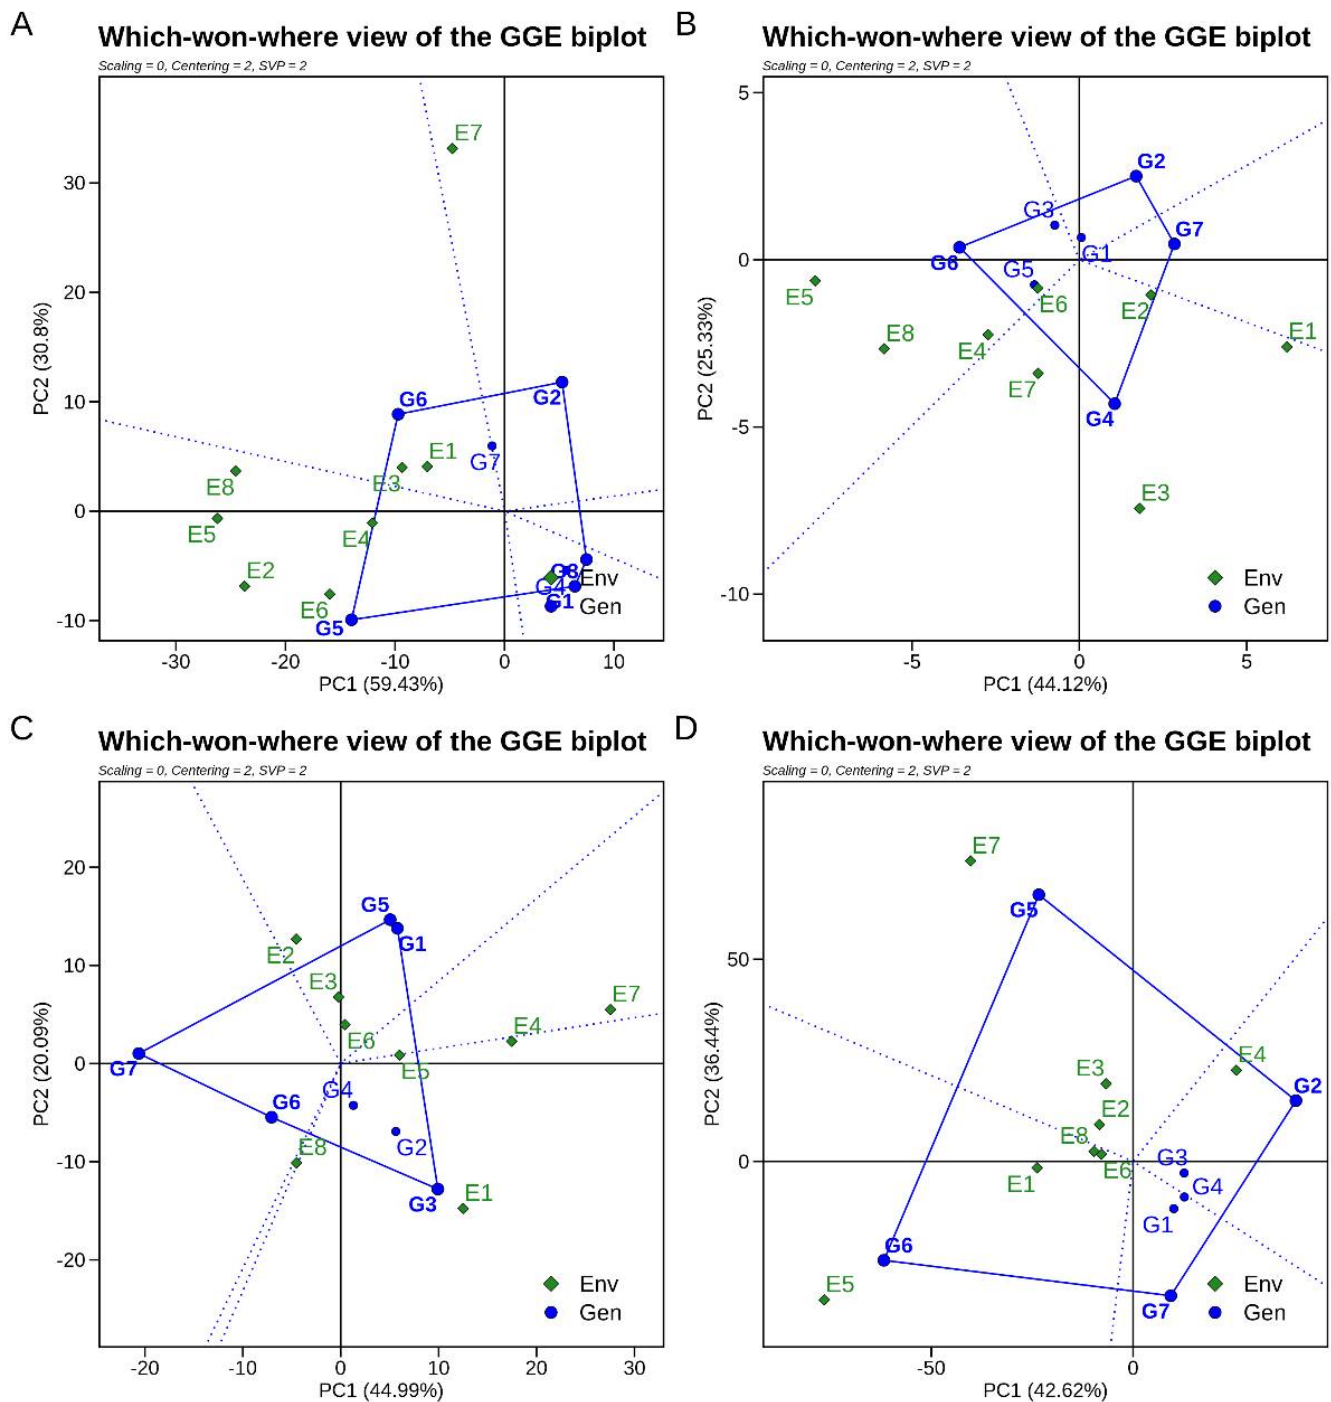 A
Which-won-where view of the GGE biplot
Scaling = 0, Centering = 2, SVP = 2
E7
30
20
PC2 (30.8%)
10
G6
G2
E1
G7
E3
E8
0
E5
E4
E2
G3
Env
G4
E6
G1
Gen
-10
G5
-30 -20 -10 0 10
PC1 (59.43%)
B
Which-won-where view of the GGE biplot
Scaling = 0, Centering = 2, SVP = 2
5
G2
G3
G7
G1
0
G6
G5
E5
E6
E2
E1
E8
E4
PC2 (25.33%)
E7
G4
-5
E3
Env
-10
Gen
-5 0 5
PC1 (44.12%)
C
Which-won-where view of the GGE biplot
Scaling = 0, Centering = 2, SVP = 2
20
G5
G1
E2
10
E3
E7
E4
E6
0
G7
E5
PC2 (20.09%)
G4
G6
E8
G2
-10
E1
G3
-20
Env
Gen
-20 -10 0 10 20 30
PC1 (44.99%)
D
Which-won-where view of the GGE biplot
Scaling = 0, Centering = 2, SVP = 2
E7
G5
50
E4
E3
G2
E2
E8
PC2 (36.44%)
0
G3
E6
E1
G4
G1
G6
E5
Env
G7
Gen
-50 0
PC1 (42.62%)